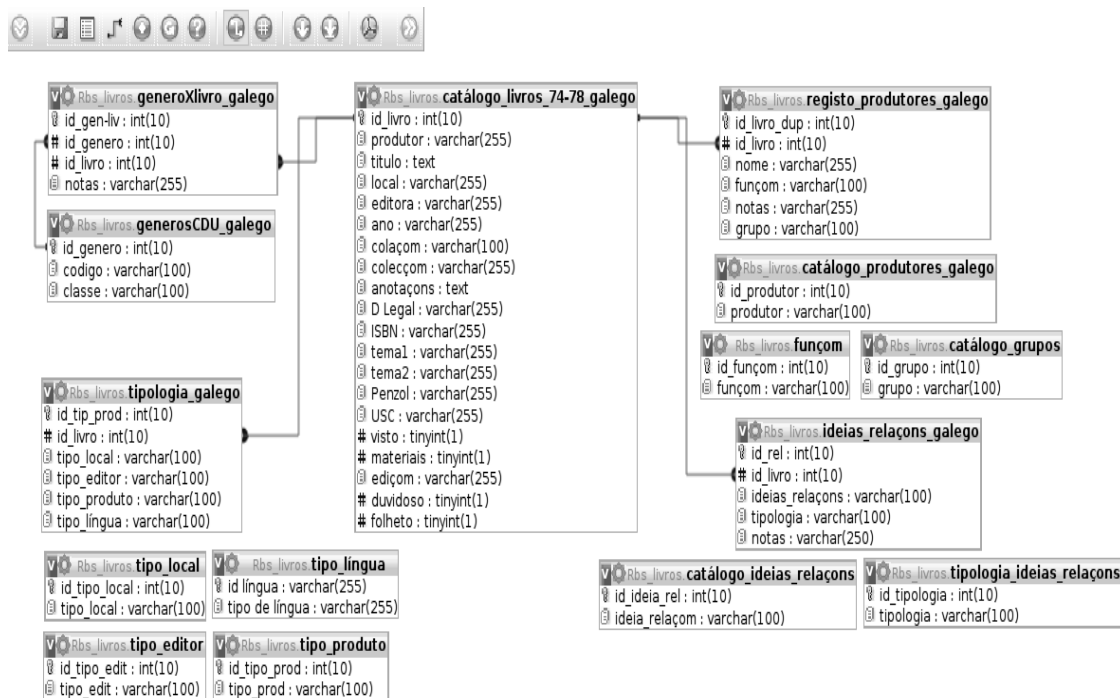 Rbs_livros.generoXlivro_galego
id_gen-liv : int(10)
# id_genero : int(10)
# id_livro : int(10)
notas : varchar(255)
Rbs_livros.generosCDU_galego
id_genero : int(10)
codigo : varchar(100)
classe : varchar(100)
Rbs_livros.tipologia_galego
id_tip_prod : int(10)
# id_livro : int(10)
tipo_local : varchar(100)
tipo_editor : varchar(100)
tipo_produto : varchar(100)
tipo_língua : varchar(100)
Rbs_livros.tipo_local
id_tipo_local : int(10)
tipo_local : varchar(100)
Rbs_livros.tipo_língua
id língua : varchar(255)
tipo de língua : varchar(255)
Rbs_livros.tipo_editor
id_tipo_edit : int(10)
tipo_edit : varchar(100)
Rbs_livros.tipo_produto
id_tipo_prod : int(10)
tipo_prod : varchar(100)
Rbs_livros.catálogo_livros_74-78_galego
id_livro : int(10)
produtor : varchar(255)
titulo : text
local : varchar(255)
editora : varchar(255)
ano : varchar(255)
colaçom : varchar(100)
colecçom : varchar(255)
anotaçons : text
D Legal : varchar(255)
ISBN : varchar(255)
tema1 : varchar(255)
tema2 : varchar(255)
Penzol : varchar(255)
USC : varchar(255)
# visto : tinyint(1)
# materiais : tinyint(1)
ediçom : varchar(255)
# duvidoso : tinyint(1)
# folheto : tinyint(1)
Rbs_livros.registo_produtores_galego
id_livro_dup : int(10)
# id_livro : int(10)
nome : varchar(255)
funçom : varchar(100)
notas : varchar(255)
grupo : varchar(100)
Rbs_livros.catálogo_produtores_galego
id_produtor : int(10)
produtor : varchar(100)
Rbs_livros.funçom
id_funçom : int(10)
funçom : varchar(100)
Rbs_livros.catálogo_grupos
id_grupo : int(10)
grupo : varchar(100)
Rbs_livros.ideias_relaçons_galego
id_rel : int(10)
# id_livro : int(10)
ideias_relaçons : varchar(100)
tipologia : varchar(100)
notas : varchar(250)
Rbs_livros.catálogo_ideias_relaçons
id_ideia_rel : int(10)
ideia_relaçom : varchar(100)
Rbs_livros.tipologia_ideias_relaçons
id_tipologia : int(10)
tipologia : varchar(100)